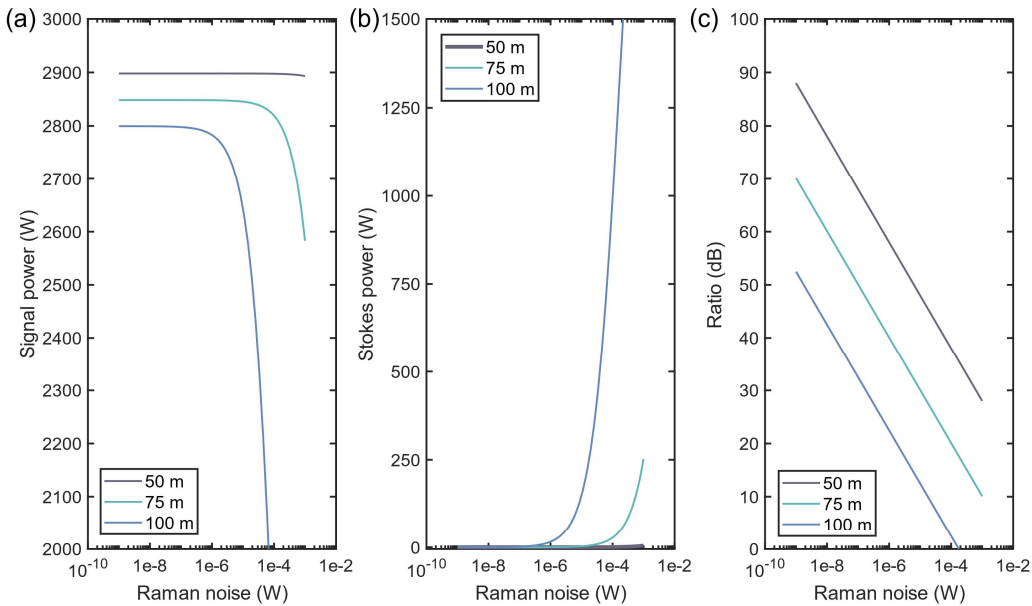 (a)
3000
2900
2800
2700
2600
2500
2400
2300
2200
2100
2000
Signal power (W)
50 m
75 m
100 m
10-10 1e-8 1e-6 1e-4 1e-2
Raman noise (W)
(b)
1500
1250
1000
750
500
250
0
Stokes power (W)
50 m
75 m
100 m
10-10 1e-8 1e-6 1e-4 1e-2
Raman noise (W)
(c)
100
90
80
70
60
50
40
30
20
10
0
Ratio (dB)
50 m
75 m
100 m
10-10 1e-8 1e-6 1e-4 1e-2
Raman noise (W)